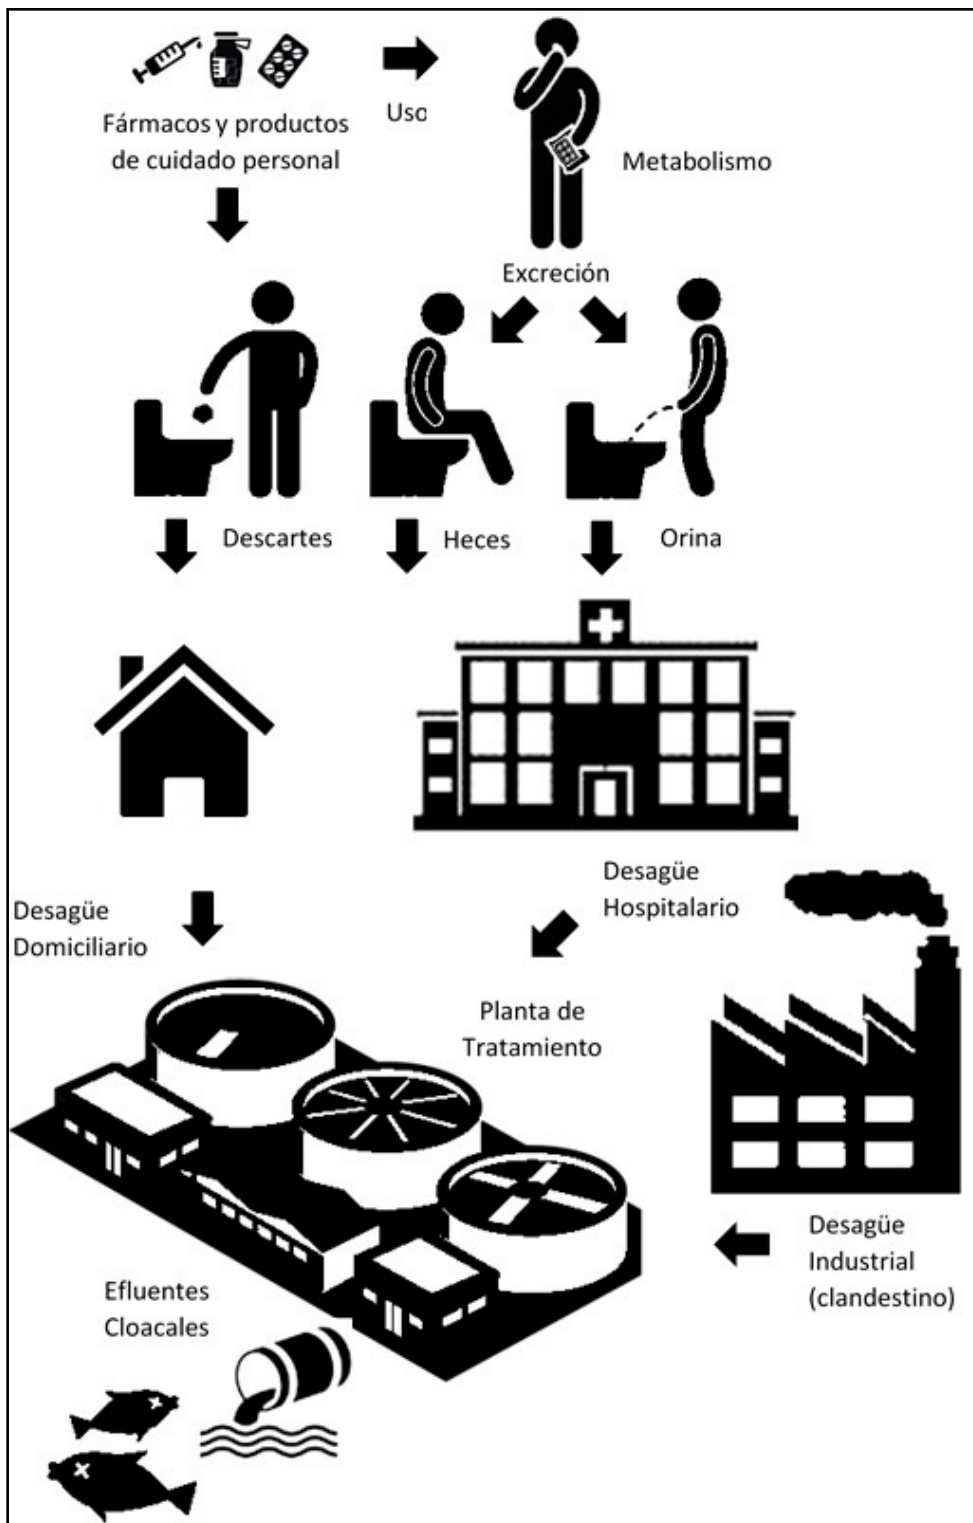 Uso
Fármacos y productos
de cuidado personal
Metabolismo
Excreción
Descartes
Heces
Orina
Desagüe
Hospitalario
Desagüe
Domiciliario
Planta de
Tratamiento
Desagüe
Industrial
(clandestino)
Efluentes
Cloacales